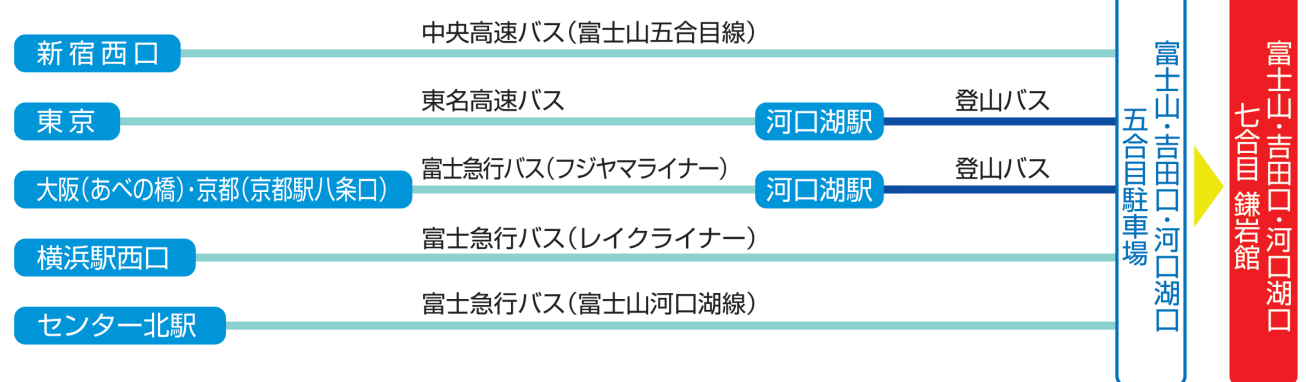 中央高速バス（富士山五合目線）
新宿西口
東名高速バス
登山バス
東京
河口湖駅
富士急行バス（フジヤマライナー）
登山バス
大阪（あべの橋）・京都（京都駅八条口）
河口湖駅
富士急行バス（レイクライナー）
横浜駅西口
富士急行バス（富士山河口湖線）
センター北駅
富士山・吉田口・河口湖口
五合目駐車場
富士山・吉田口・河口湖口
七合目 鎌岩館